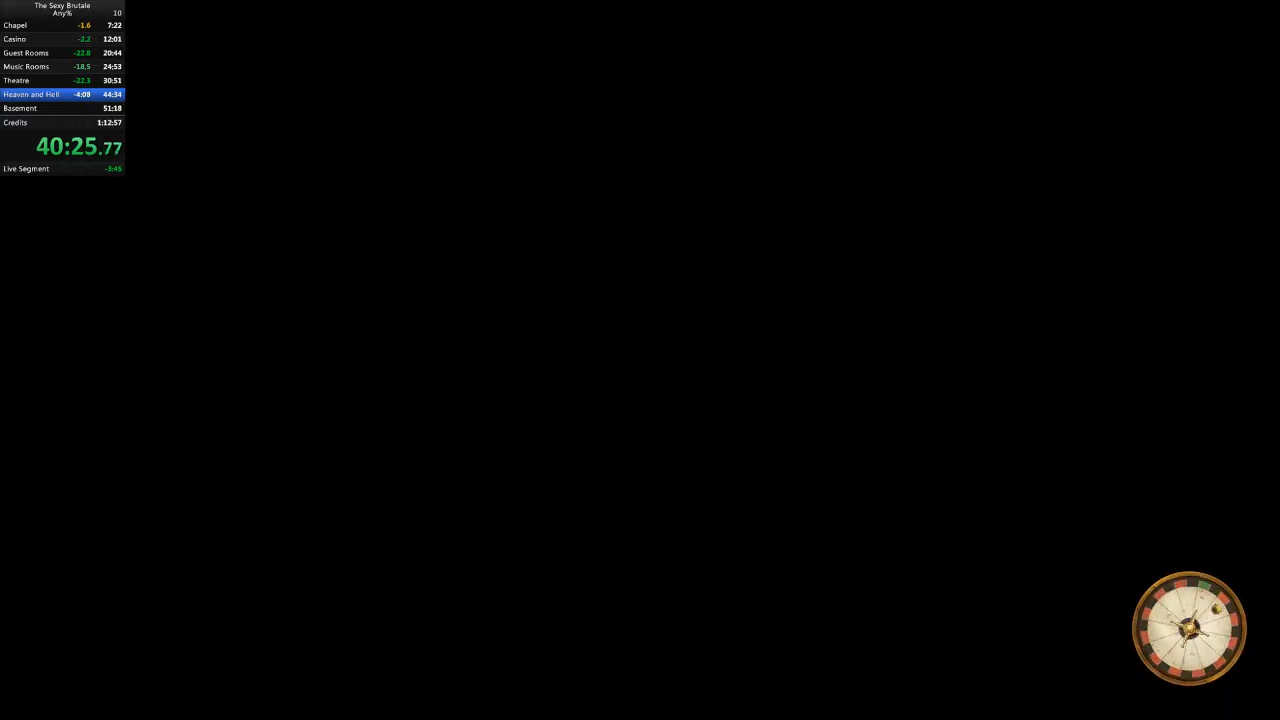 The Sexy Brutale
Any% 10
Chapel -1.6 7:22
Casino -2.2 12:01
Guest Rooms -22.8 20:44
Music Rooms -18.5 24:53
Theatre -22.3 30:51
Heaven and Hell -4:08 44:34
Basement 51:18
Credits 1:12:57
40:25.77
Live Segment -3:45